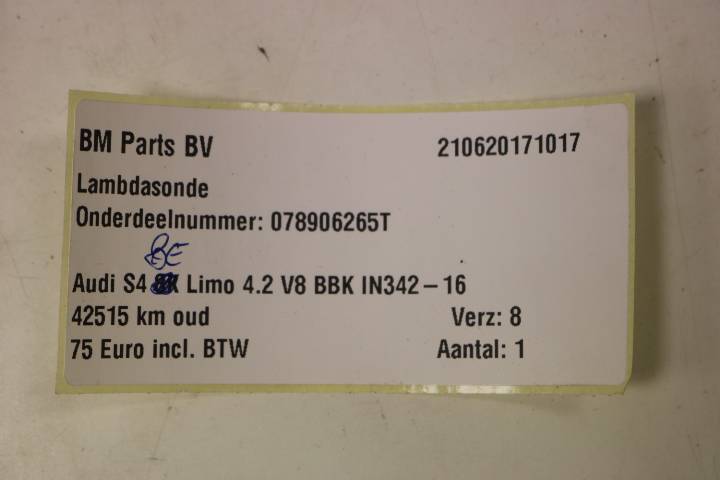 BM Parts BV 210620171017
Lambdasonde
Onderdeelnummer: 078906265T
8E
Audi S4 Limo 4.2 V8 BBK IN342-16
42515 km oud Verz: 8
75 Euro incl. BTW Aantal: 1